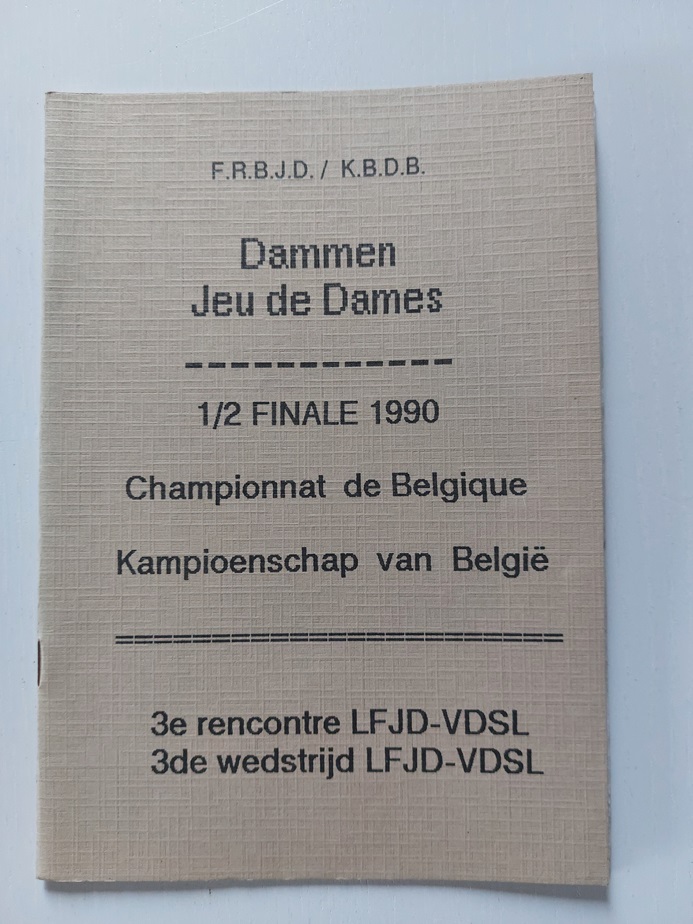 F.R.B.J.D. / K.B.D.B.
Dammen
Jeu de Dames
------------
1/2 FINALE 1990
Championnat de Belgique
Kampioenschap van België
=======================
3e rencontre LFJD-VDSL
3de wedstrijd LFJD-VDSL